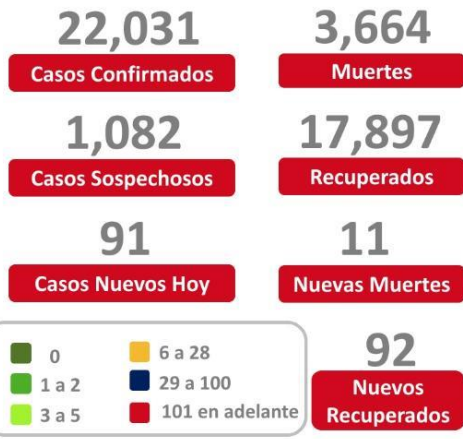 22,031
Casos Confirmados
3,664
Muertes
1,082
Casos Sospechosos
17,897
Recuperados
91
Casos Nuevos Hoy
11
Nuevas Muertes
0
1 a 2
3 a 5
6 a 28
29 a 100
101 en adelante
92
Nuevos
Recuperados